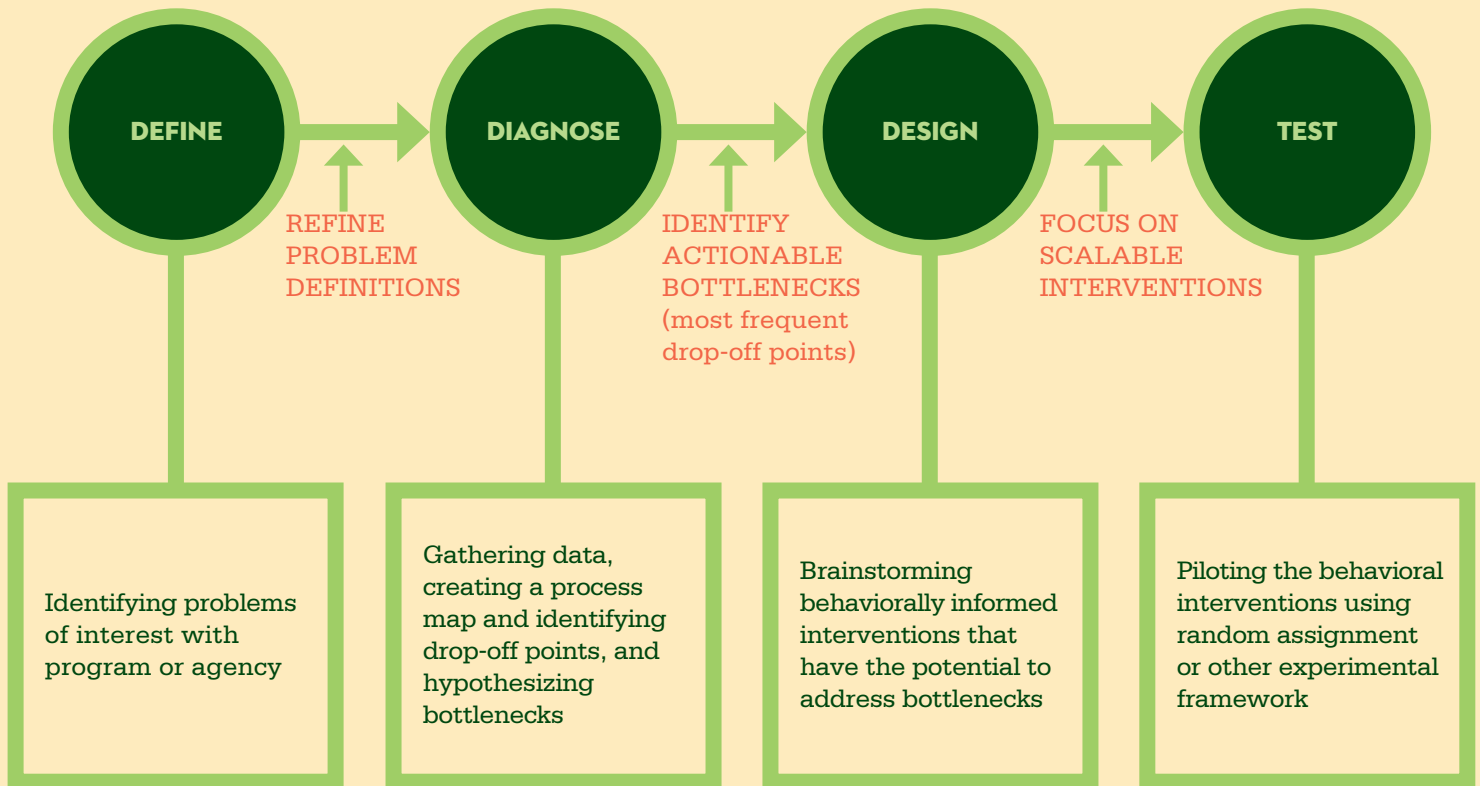 DEFINE
DIAGNOSE
DESIGN
TEST
REFINE
PROBLEM
DEFINITIONS
IDENTIFY
ACTIONABLE
BOTTLENECKS
(most frequent
drop-off points)
FOCUS ON
SCALABLE
INTERVENTIONS
Identifying problems
of interest with
program or agency
Gathering data,
creating a process
map and identifying
drop-off points, and
hypothesizing
bottlenecks
Brainstorming
behaviorally informed
interventions that
have the potential to
address bottlenecks
Piloting the behavioral
interventions using
random assignment
or other experimental
framework